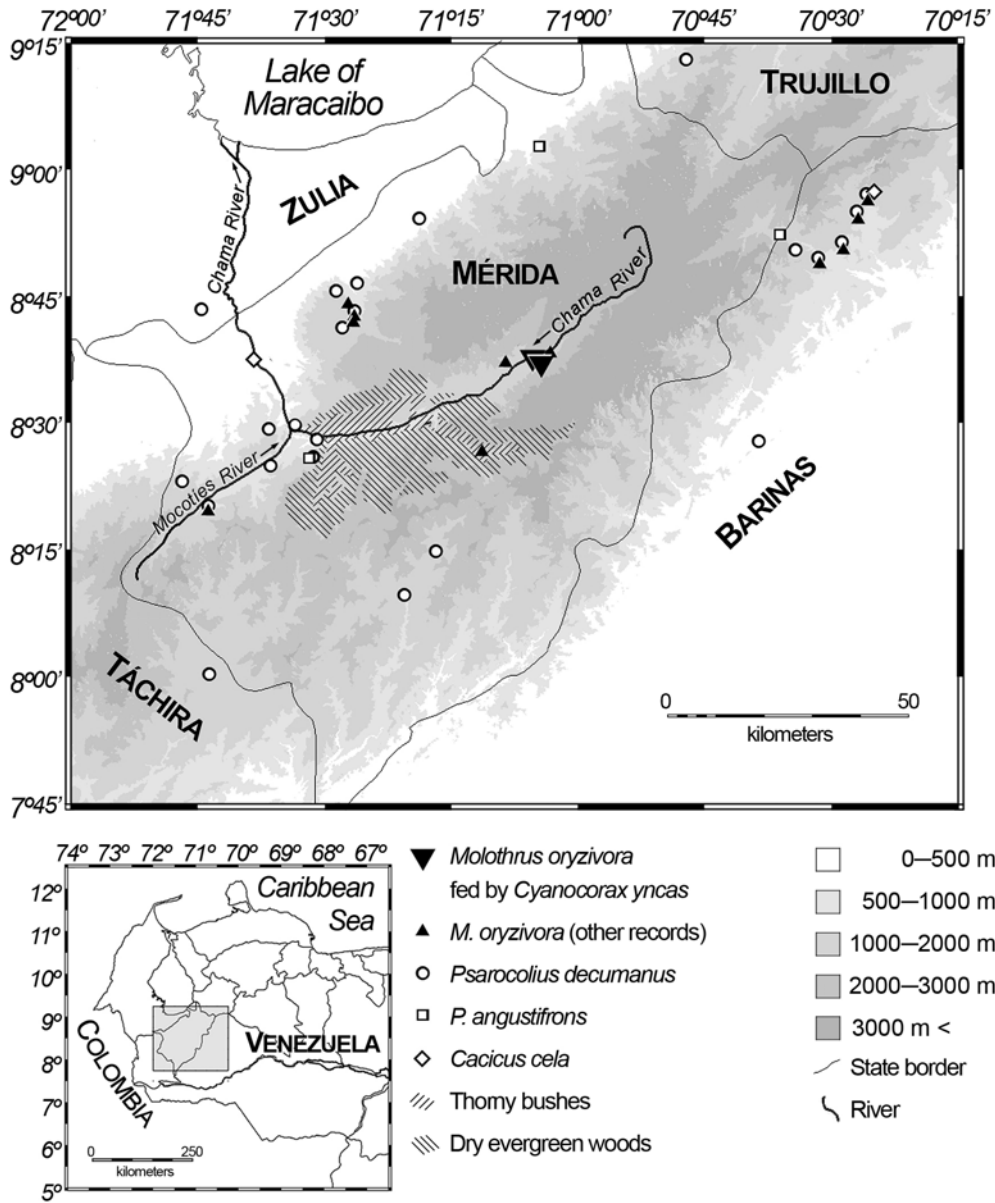 72º00’ 71º45’ 71º30’ 71º15’ 71º00’ 70º45’ 70º30’ 70º15’
9º15’
9º00’
8º45’
8º30’
8º15’
8º00’
7º45’
Lake of
Maracaibo
TRUJILLO
ZULIA
Chama River
MÉRIDA
Chama River
Mocotíes River
BARINAS
TÁCHIRA
0 50
kilometers
74º 73º 72º 71º 70º 69º 68º 67º
12º
11º
10º
9º
8º
7º
6º
5º
Caribbean
Sea
COLOMBIA
VENEZUELA
0 250
kilometers
Molothrus oryzivora
fed by Cyanocorax yncas
M. oryzivora (other records)
Psarocolius decumanus
P. angustifrons
Cacicus cela
Thorny bushes
Dry evergreen woods
0–500 m
500–1000 m
1000–2000 m
2000–3000 m
3000 m <
State border
River